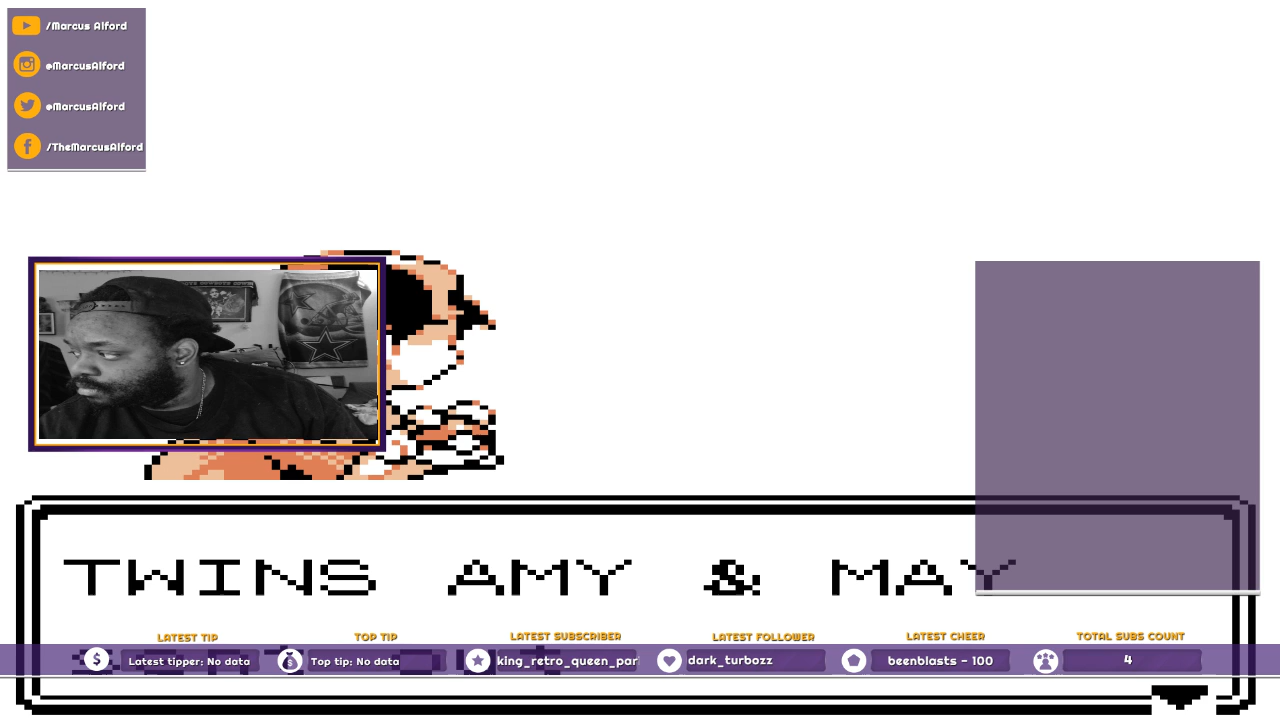 /Marcus Alford
@MarcusAlford
@MarcusAlford
/TheMarcusAlford
TWINS AMY & MAY
LATEST TIP
TOP TIP
LATEST SUBSCRIBER
LATEST FOLLOWER
LATEST CHEER
TOTAL SUBS COUNT
Latest tipper: No data
Top tip: No data
king_retro_queen_par
dark_turbozz
beenblasts - 100
4